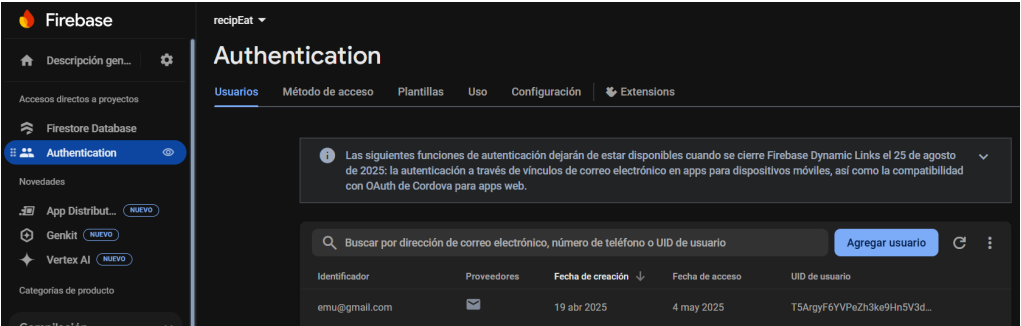 Firebase
recipEat
Descripción gen...
Authentication
Usuarios Método de acceso Plantillas Uso Configuración Extensions
Accesos directos a proyectos
Firestore Database
Authentication
Novedades
App Distribut... NUEVO
Genkit NUEVO
Vertex AI NUEVO
Categorías de producto
Compilación
Las siguientes funciones de autenticación dejarán de estar disponibles cuando se cierre Firebase Dynamic Links el 25 de agosto
de 2025: la autenticación a través de vínculos de correo electrónico en apps para dispositivos móviles, así como la compatibilidad
con OAuth de Cordova para apps web.
Buscar por dirección de correo electrónico, número de teléfono o UID de usuario Agregar usuario
Identificador Proveedores Fecha de creación Fecha de acceso UID de usuario
emu@gmail.com 19 abr 2025 4 may 2025 T5ArgyF6YVPeZh3ke9Hn5V3d...